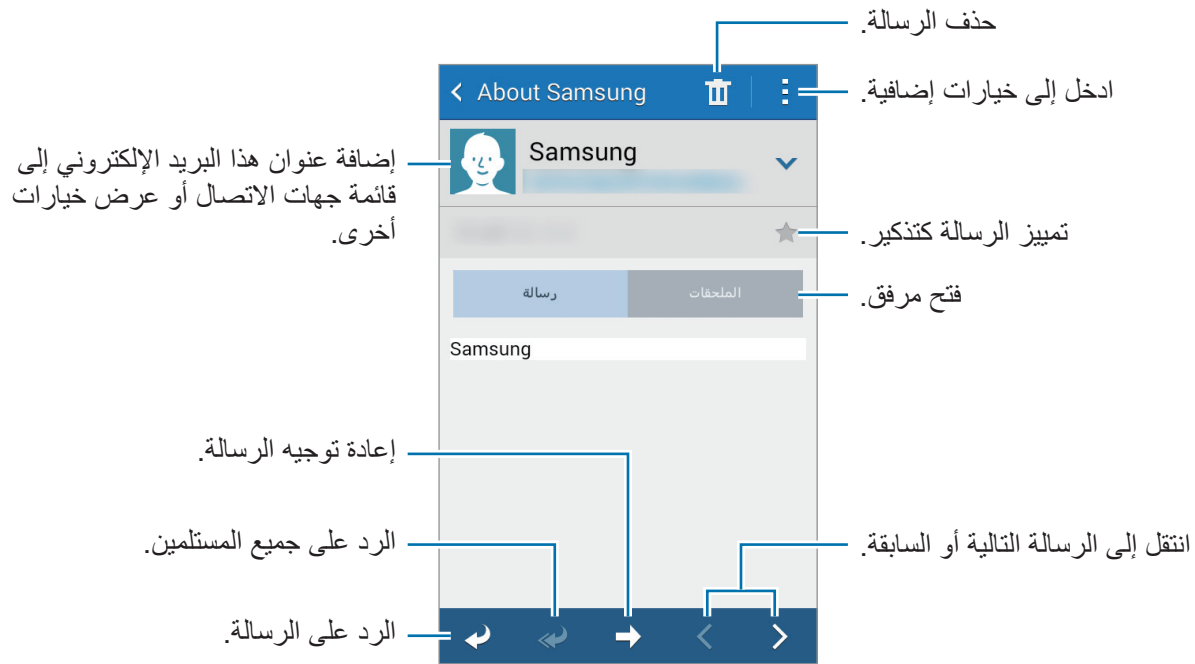 حذف الرسالة.
About Samsung
ادخل إلى خيارات إضافية.
Samsung
إضافة عنوان هذا البريد الإلكتروني إلى
قائمة جهات الاتصال أو عرض خيارات
أخرى.
تمييز الرسالة كتذكير.
رسالة
الملحقات
فتح مرفق.
Samsung
إعادة توجيه الرسالة.
الرد على جميع المستلمين.
انتقل إلى الرسالة التالية أو السابقة.
الرد على الرسالة.